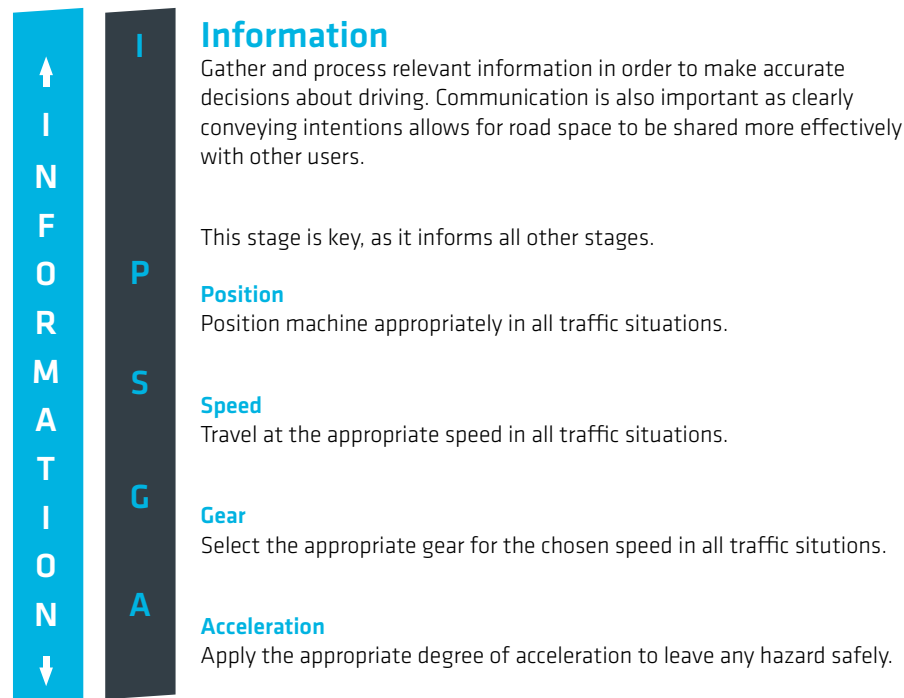 INFORMATION
I
P
S
G
A
Information
Gather and process relevant information in order to make accurate
decisions about driving. Communication is also important as clearly
conveying intentions allows for road space to be shared more effectively
with other users.
This stage is key, as it informs all other stages.
Position
Position machine appropriately in all traffic situations.
Speed
Travel at the appropriate speed in all traffic situations.
Gear
Select the appropriate gear for the chosen speed in all traffic situtions.
Acceleration
Apply the appropriate degree of acceleration to leave any hazard safely.